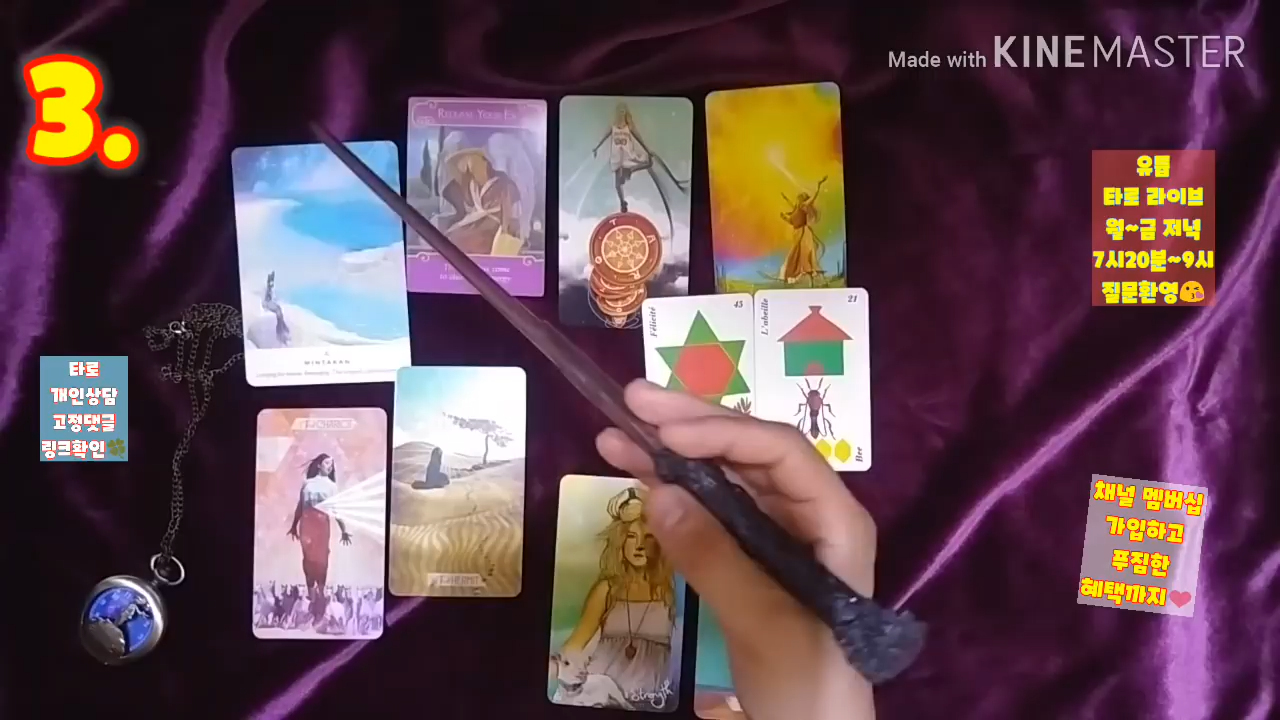 3.
Made with KINEMASTER
RELEASE YOUR EX
45
Félicité
21
L'abeille
Bee
MINTAKAN
THE HERMIT
Strength
유튭
타로 라이브
월~금 저녁
7시20분~9시
질문환영😘
타로
개인상담
고정댓글
링크확인🍀
채널 멤버십
가입하고
푸짐한
혜택까지❤